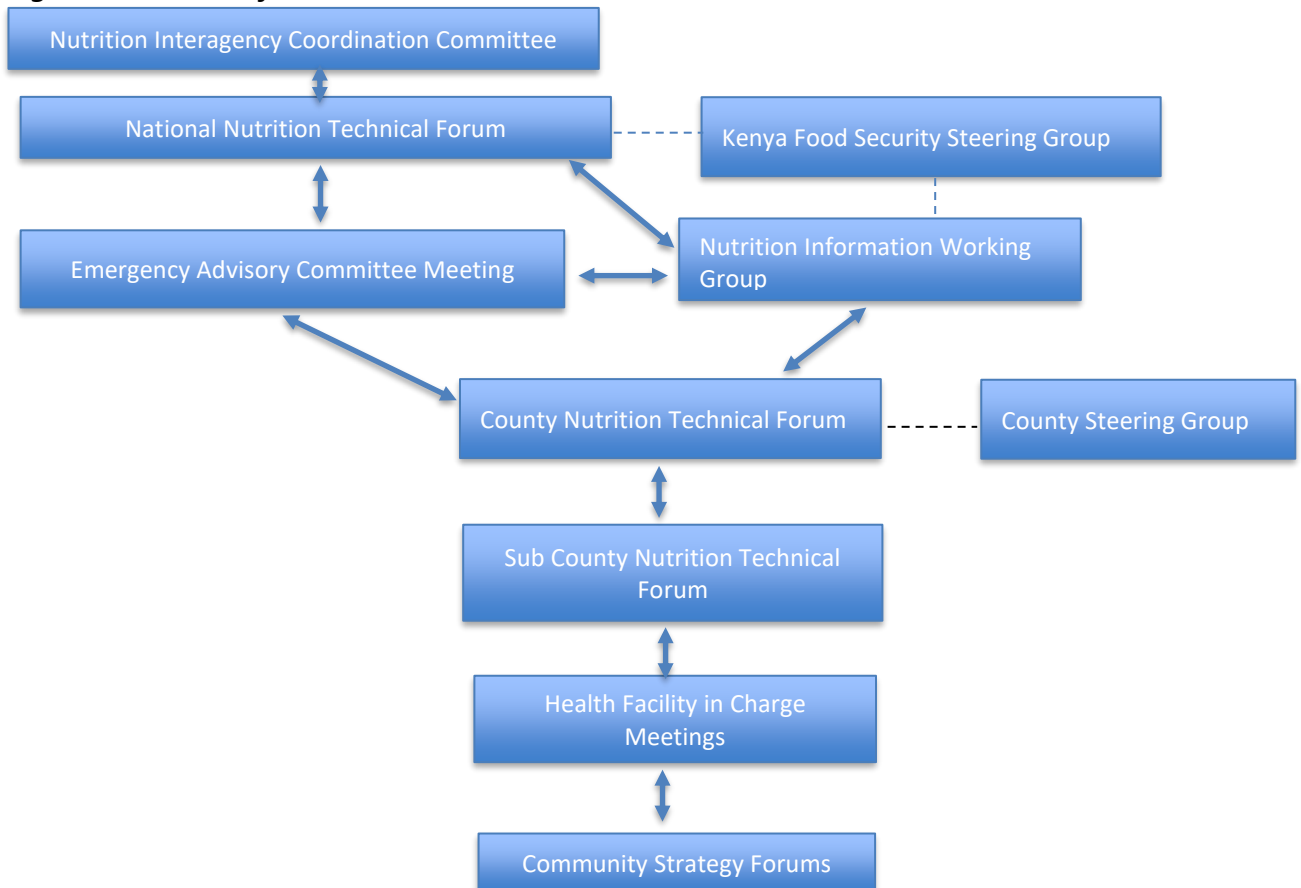 Nutrition Interagency Coordination Committee
National Nutrition Technical Forum
Kenya Food Security Steering Group
Emergency Advisory Committee Meeting
Nutrition Information Working
Group
County Nutrition Technical Forum
County Steering Group
Sub County Nutrition Technical
Forum
Health Facility in Charge
Meetings
Community Strategy Forums